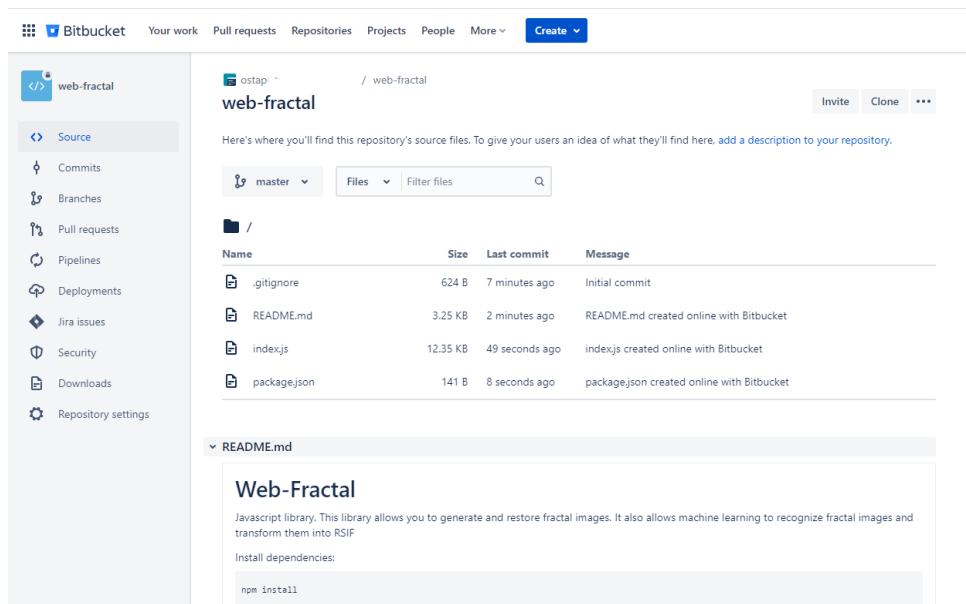 Bitbucket Your work Pull requests Repositories Projects People More Create
web-fractal
Source
Commits
Branches
Pull requests
Pipelines
Deployments
Jira issues
Security
Downloads
Repository settings
ostap / web-fractal
web-fractal
Invite Clone
Here's where you'll find this repository's source files. To give your users an idea of what they'll find here, add a description to your repository.
master Files Filter files
/
Name Size Last commit Message
.gitignore 624 B 7 minutes ago Initial commit
README.md 3.25 KB 2 minutes ago README.md created online with Bitbucket
index.js 12.35 KB 49 seconds ago index.js created online with Bitbucket
package.json 141 B 8 seconds ago package.json created online with Bitbucket
README.md
Web-Fractal
Javascript library. This library allows you to generate and restore fractal images. It also allows machine learning to recognize fractal images and
transform them into RSIF
Install dependencies:
npm install